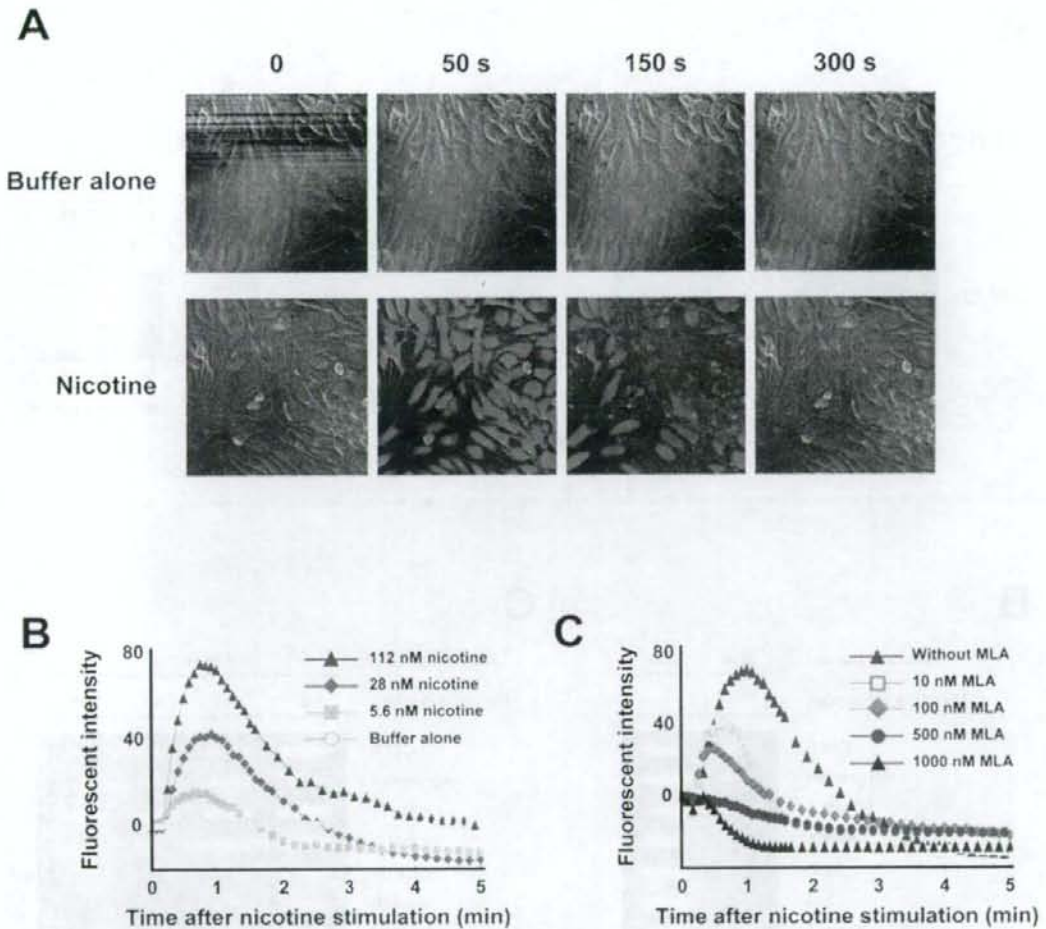 A
0 50 s 150 s 300 s
Buffer alone
Nicotine
B
Fluorescent intensity
80
40
0
112 nM nicotine
28 nM nicotine
5.6 nM nicotine
Buffer alone
0 1 2 3 4 5
Time after nicotine stimulation (min)
C
Fluorescent intensity
80
40
0
Without MLA
10 nM MLA
100 nM MLA
500 nM MLA
1000 nM MLA
0 1 2 3 4 5
Time after nicotine stimulation (min)